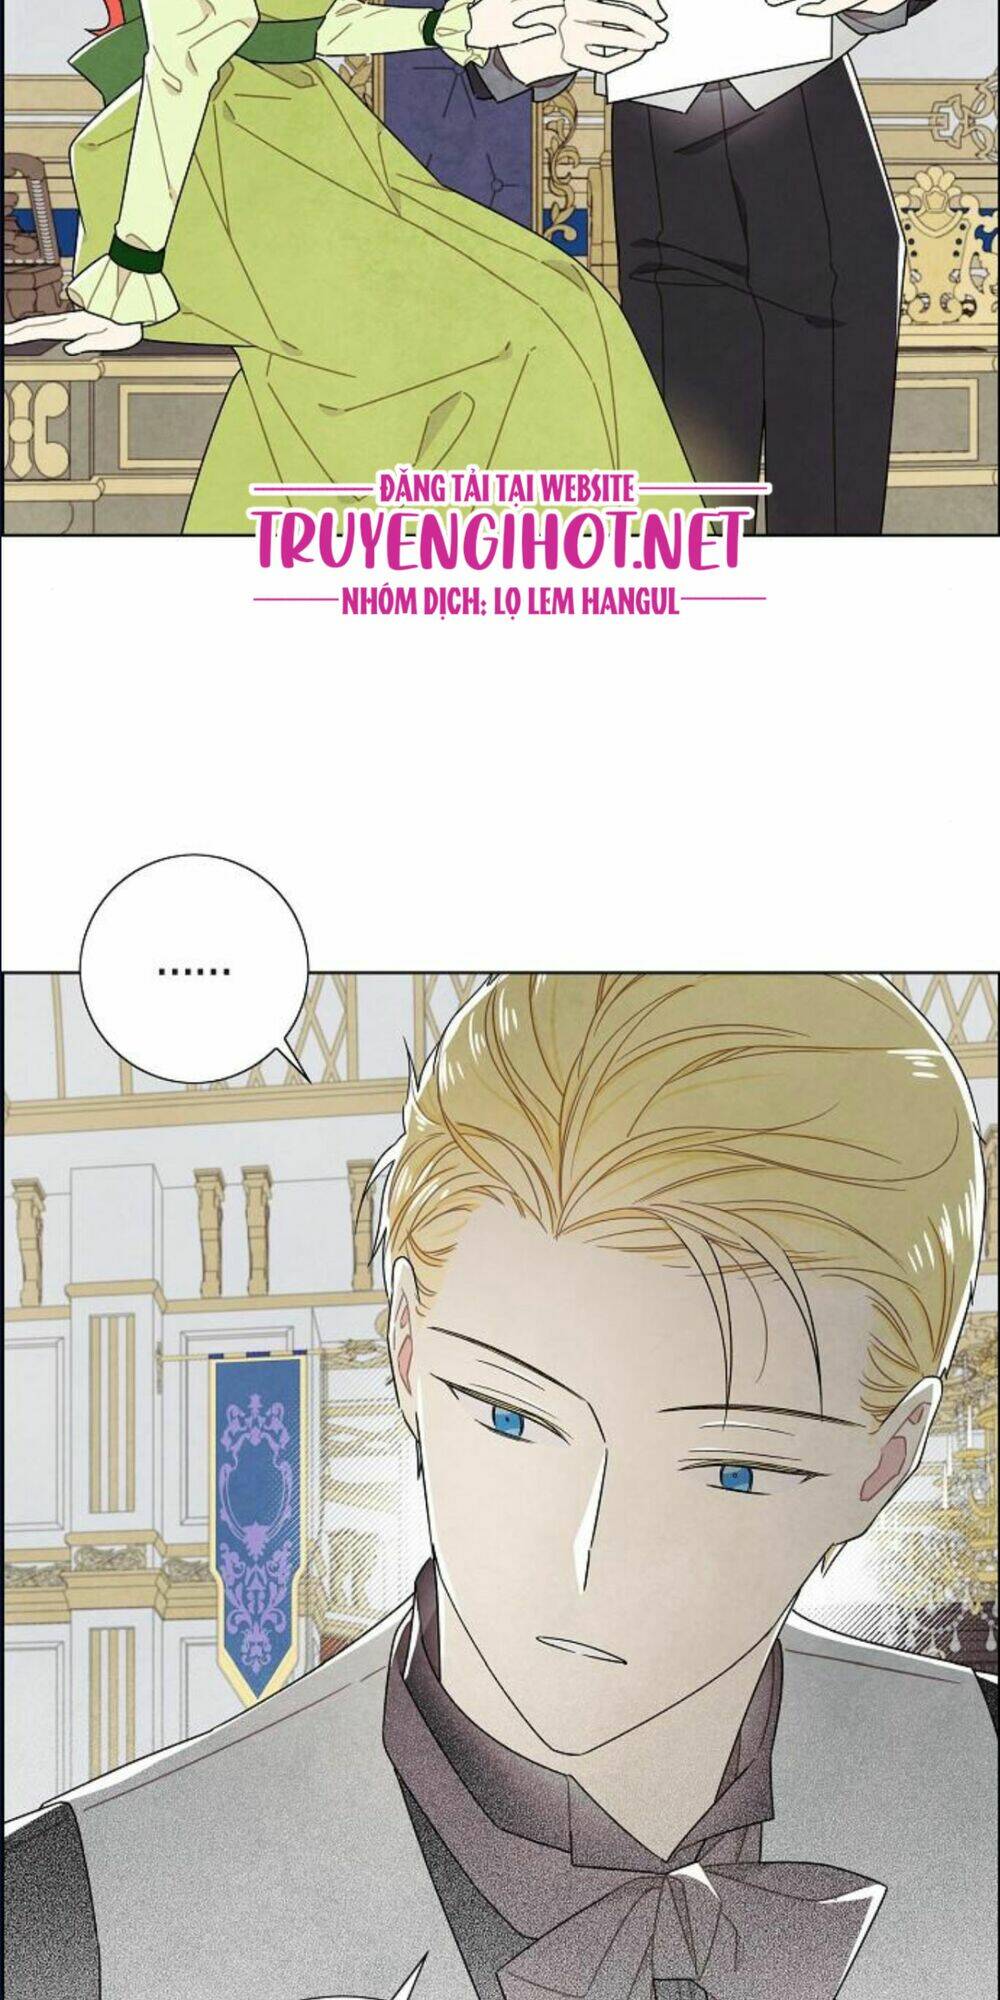 ĐĂNG TẢI TẠI WEBSITE
TRUYENGIHOT.NET
NHÓM DỊCH: LỌ LEM HANGUL
......